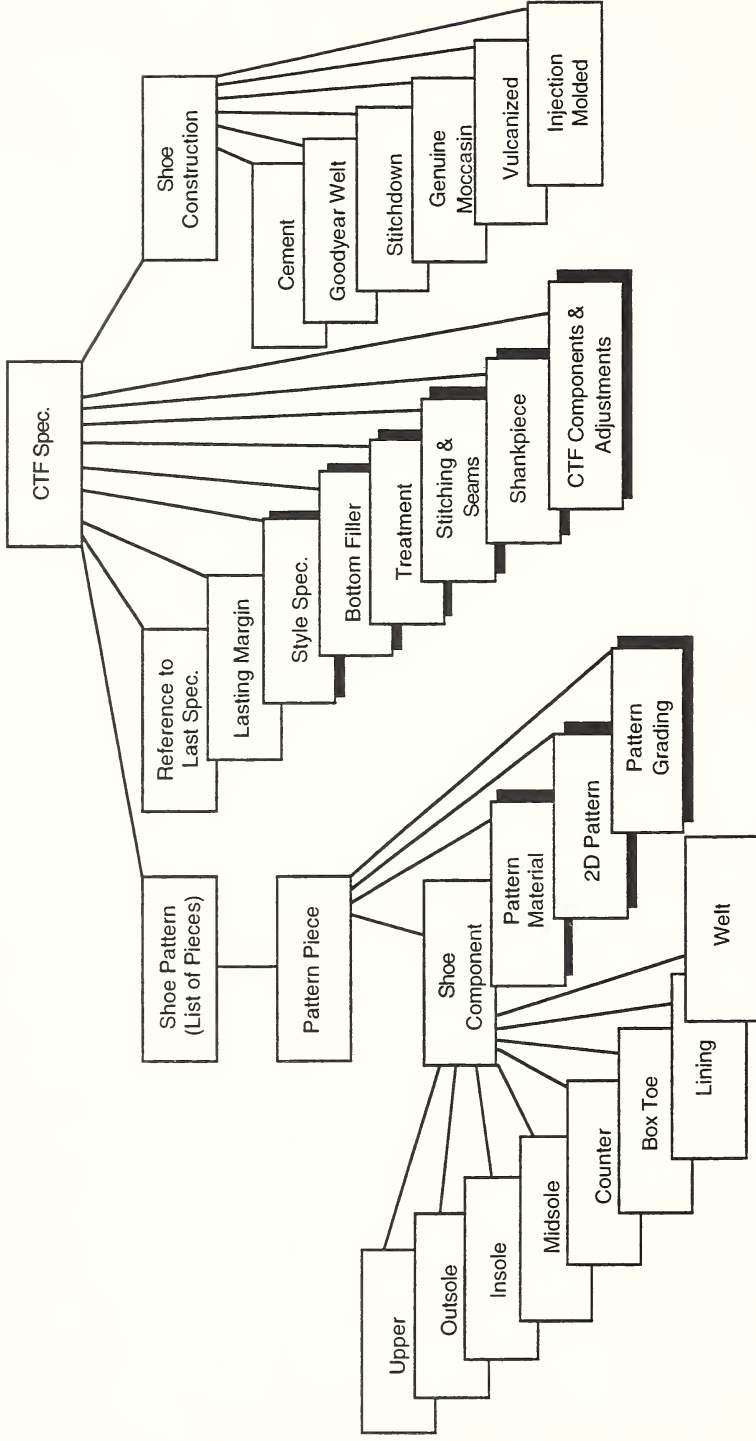 CTF Spec.
Shoe Pattern
(List of Pieces)
Reference to
Last Spec.
Lasting Margin
Style Spec.
Bottom Filler
Treatment
Stitching &
Seams
Shankpiece
CTF Components &
Adjustments
Shoe
Construction
Cement
Goodyear Welt
Stitchdown
Genuine
Moccasin
Vulcanized
Injection
Molded
Pattern Piece
Shoe
Component
Pattern
Material
2D Pattern
Pattern
Grading
Upper
Outsole
Insole
Midsole
Counter
Box Toe
Lining
Welt